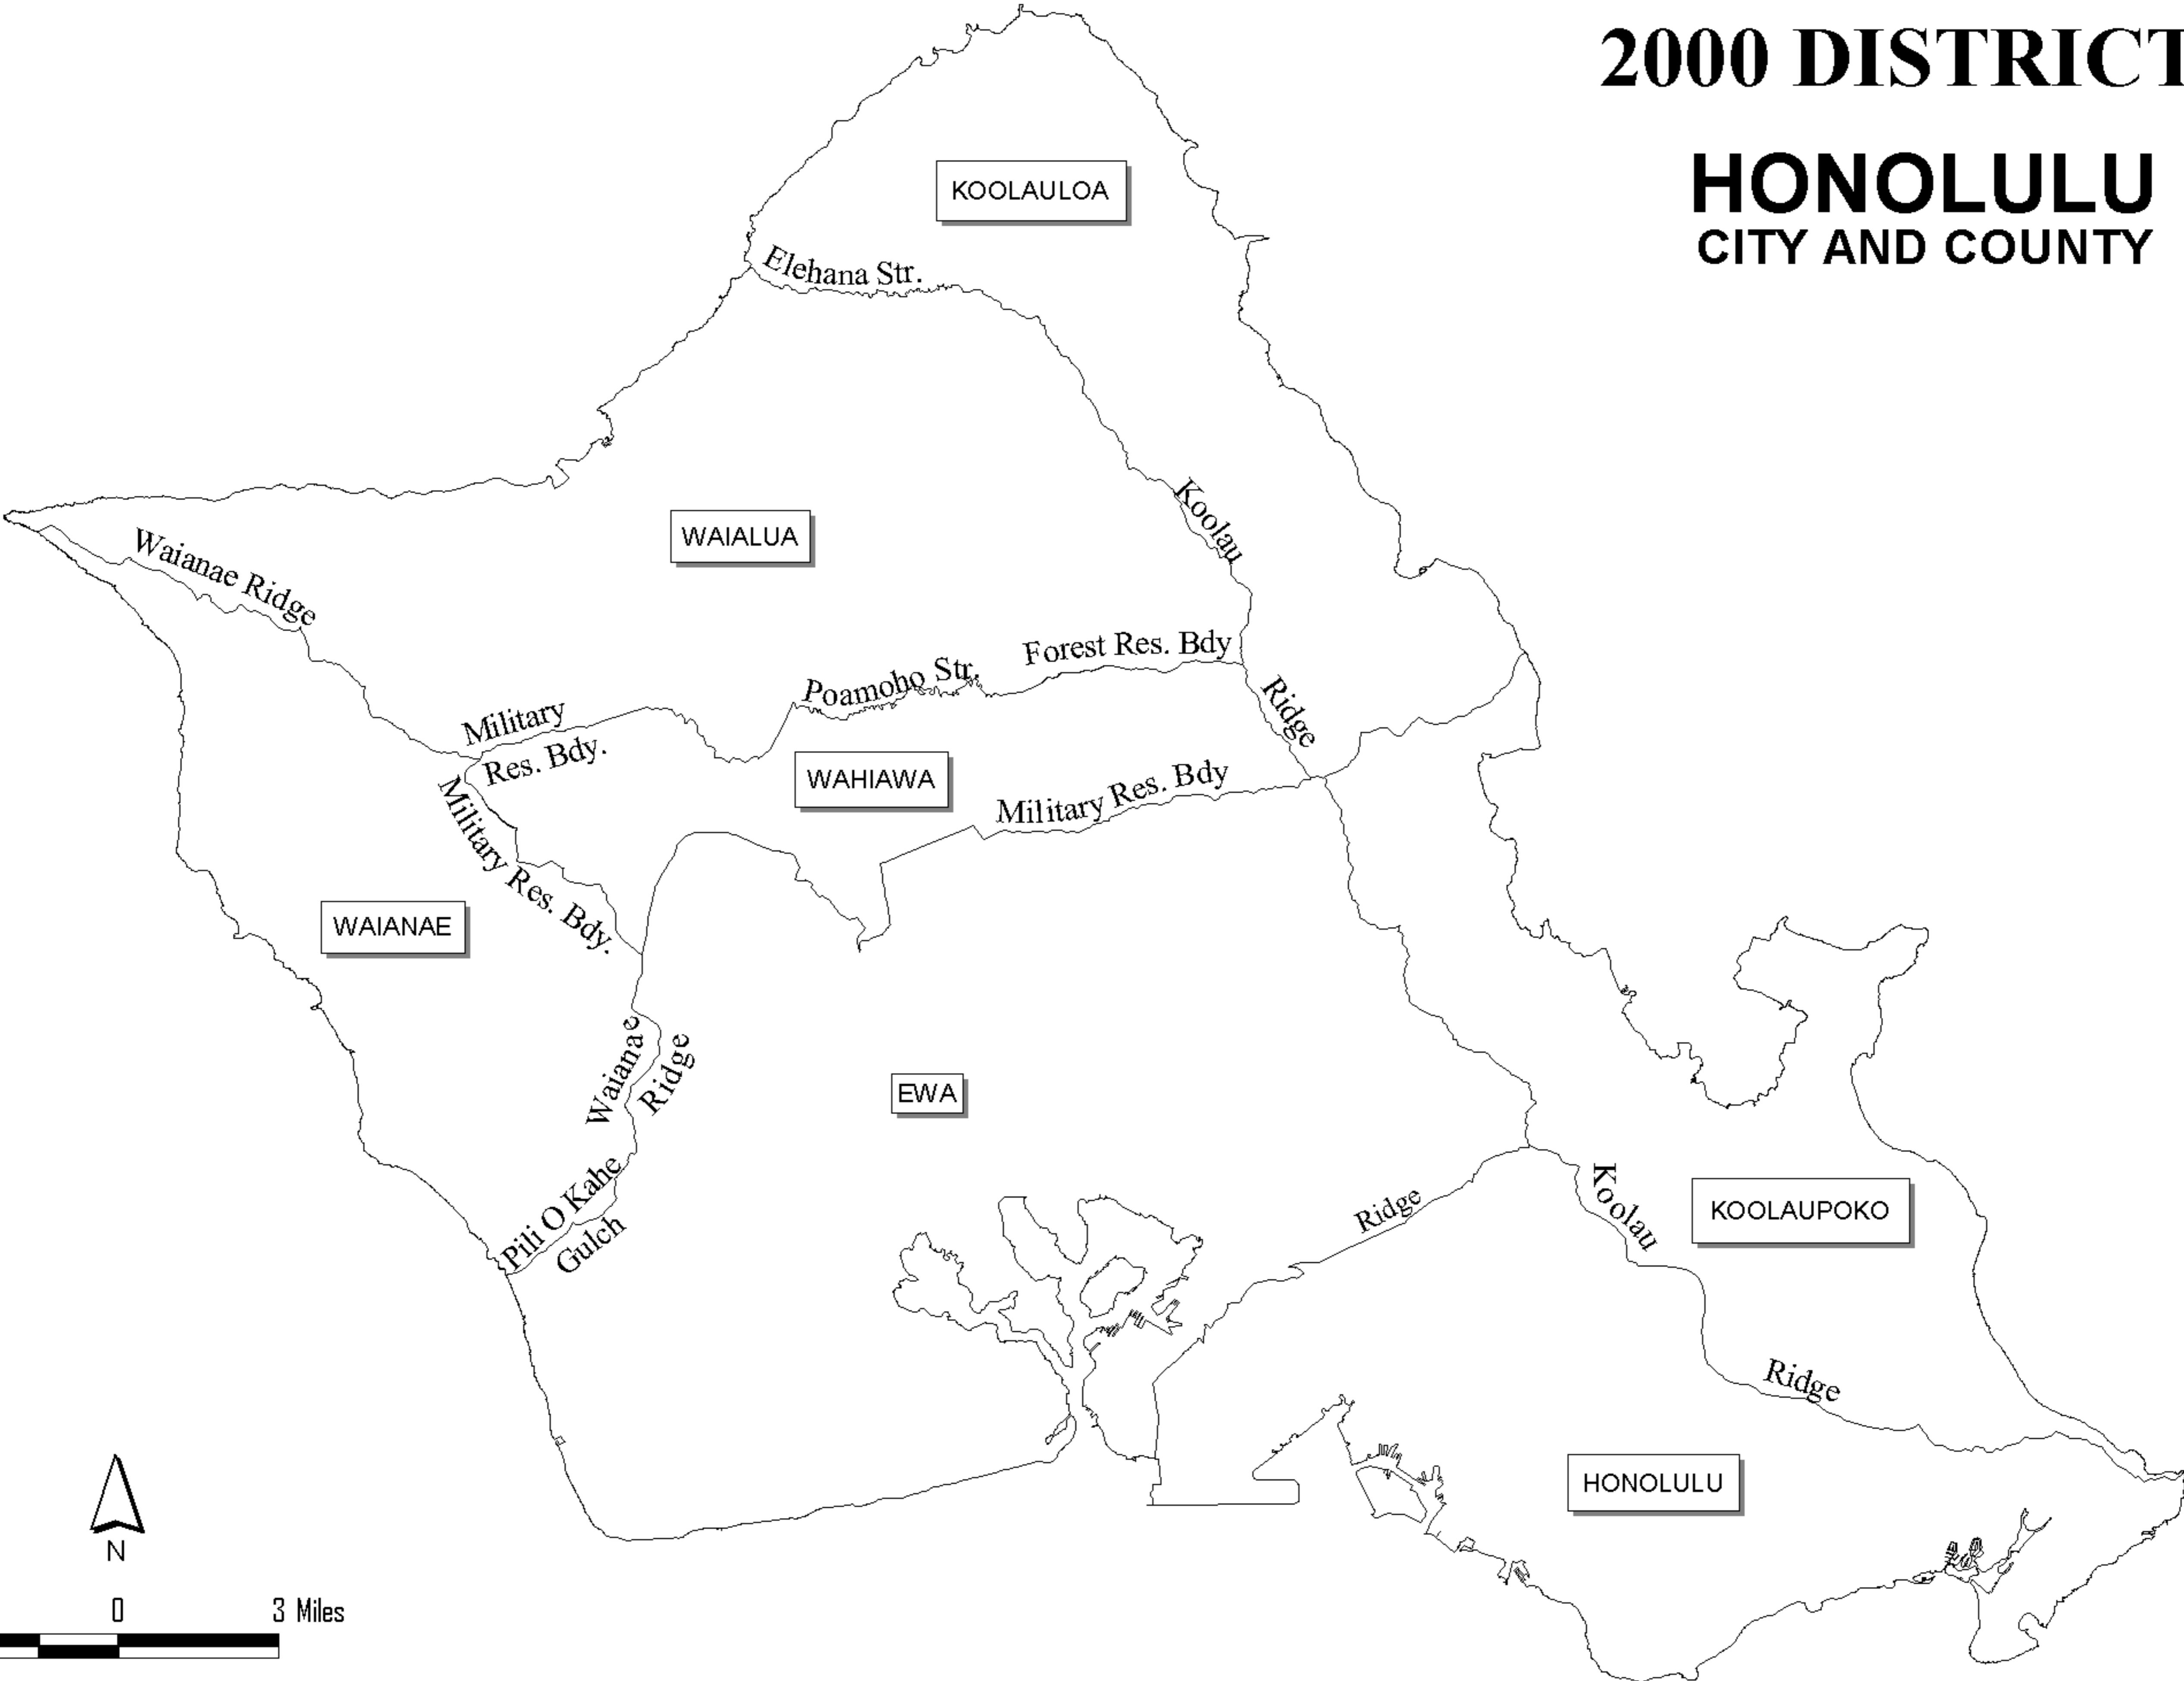 2000 DISTRICT
HONOLULU
CITY AND COUNTY
KOOLAULOA
Elehana Str.
Koolau
WAIALUA
Waianae Ridge
Forest Res. Bdy
Poamoho Str.
Ridge
Military
Res. Bdy.
WAHIAWA
Military Res. Bdy
Military Res. Bdy.
WAIANAE
Waianae
Ridge
EWA
Pili O Kahe
Gulch
Ridge
Koolau
KOOLAUPOKO
Ridge
HONOLULU
N
0 3 Miles